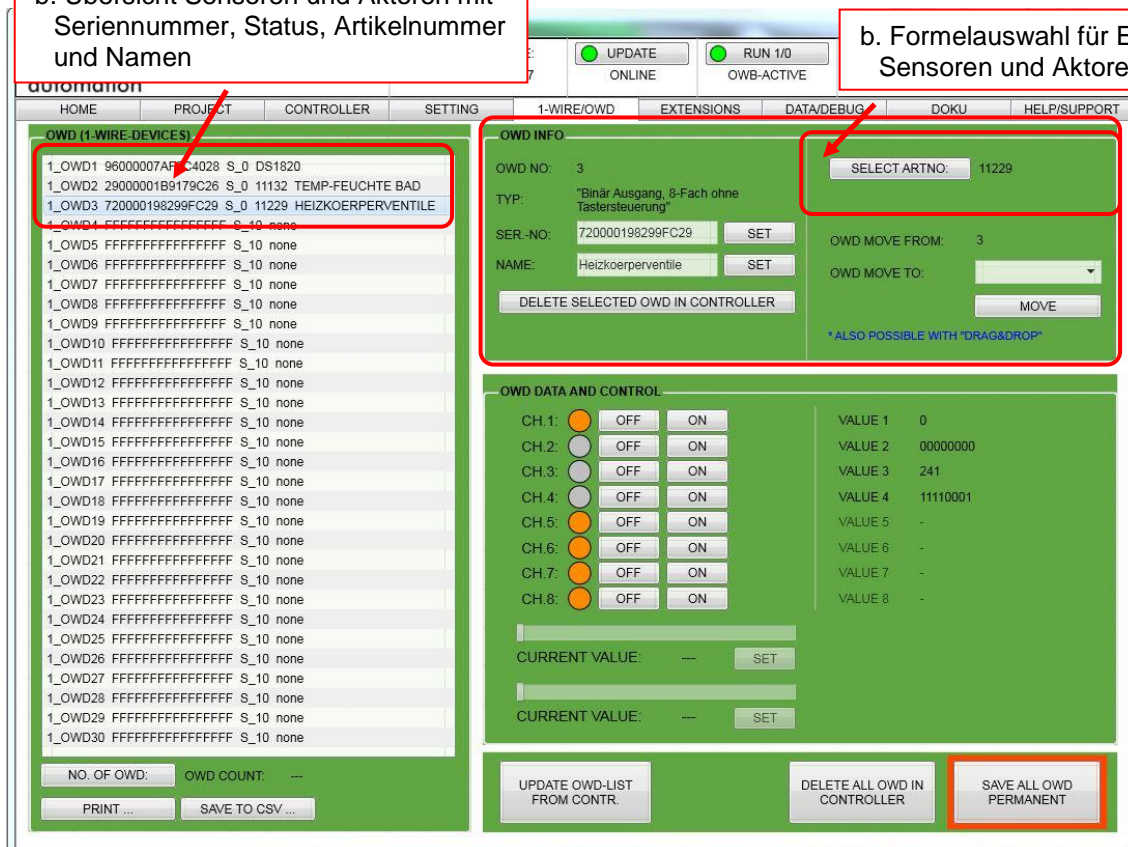 b. Übersicht Sensoren und Aktoren mit
Seriennummer, Status, Artikelnummer
und Namen
b. Formelauswahl für
Sensoren und
automation
UPDATE
ONLINE
RUN 1/0
OWB-ACTIVE
HOME PROJECT CONTROLLER SETTING 1-WIRE/OWD EXTENSIONS DATA/DEBUG DOKU HELP/SUPPORT
OWD (1-WIRE-DEVICES)
1_OWD1 S_0 DS1820
1_OWD2 29000001B9179C26 S_0 11132 TEMP-FEUCHTE BAD
1_OWD3 720000198299FC29 S_0 11229 HEIZKOERPERVENTILE
1_OWD4 FFFFFFFFFFFFFFFF S_10 none
1_OWD5 FFFFFFFFFFFFFFFF S_10 none
1_OWD6 FFFFFFFFFFFFFFFF S_10 none
1_OWD7 FFFFFFFFFFFFFFFF S_10 none
1_OWD8 FFFFFFFFFFFFFFFF S_10 none
1_OWD9 FFFFFFFFFFFFFFFF S_10 none
1_OWD10 FFFFFFFFFFFFFFFF S_10 none
1_OWD11 FFFFFFFFFFFFFFFF S_10 none
1_OWD12 FFFFFFFFFFFFFFFF S_10 none
1_OWD13 FFFFFFFFFFFFFFFF S_10 none
1_OWD14 FFFFFFFFFFFFFFFF S_10 none
1_OWD15 FFFFFFFFFFFFFFFF S_10 none
1_OWD16 FFFFFFFFFFFFFFFF S_10 none
1_OWD17 FFFFFFFFFFFFFFFF S_10 none
1_OWD18 FFFFFFFFFFFFFFFF S_10 none
1_OWD19 FFFFFFFFFFFFFFFF S_10 none
1_OWD20 FFFFFFFFFFFFFFFF S_10 none
1_OWD21 FFFFFFFFFFFFFFFF S_10 none
1_OWD22 FFFFFFFFFFFFFFFF S_10 none
1_OWD23 FFFFFFFFFFFFFFFF S_10 none
1_OWD24 FFFFFFFFFFFFFFFF S_10 none
1_OWD25 FFFFFFFFFFFFFFFF S_10 none
1_OWD26 FFFFFFFFFFFFFFFF S_10 none
1_OWD27 FFFFFFFFFFFFFFFF S_10 none
1_OWD28 FFFFFFFFFFFFFFFF S_10 none
1_OWD29 FFFFFFFFFFFFFFFF S_10 none
1_OWD30 FFFFFFFFFFFFFFFF S_10 none
NO. OF OWD: OWD COUNT: ---
PRINT ... SAVE TO CSV ...
OWD INFO
OWD NO: 3
TYP: "Binär Ausgang, 8-Fach ohne
Tastersteuerung"
SER.-NO: 720000198299FC29 SET
NAME: Heizkoerperventile SET
DELETE SELECTED OWD IN CONTROLLER
SELECT ARTNO: 11229
OWD MOVE FROM: 3
OWD MOVE TO:
MOVE
* ALSO POSSIBLE WITH "DRAG&DROP"
OWD DATA AND CONTROL
CH.1: OFF ON
CH.2: OFF ON
CH.3: OFF ON
CH.4: OFF ON
CH.5: OFF ON
CH.6: OFF ON
CH.7: OFF ON
CH.8: OFF ON
VALUE 1 0
VALUE 2 00000000
VALUE 3 241
VALUE 4 11110001
VALUE 5 -
VALUE 6 -
VALUE 7 -
VALUE 8 -
CURRENT VALUE: --- SET
CURRENT VALUE: --- SET
UPDATE OWD-LIST
FROM CONTR.
DELETE ALL OWD IN
CONTROLLER
SAVE ALL OWD
PERMANENT